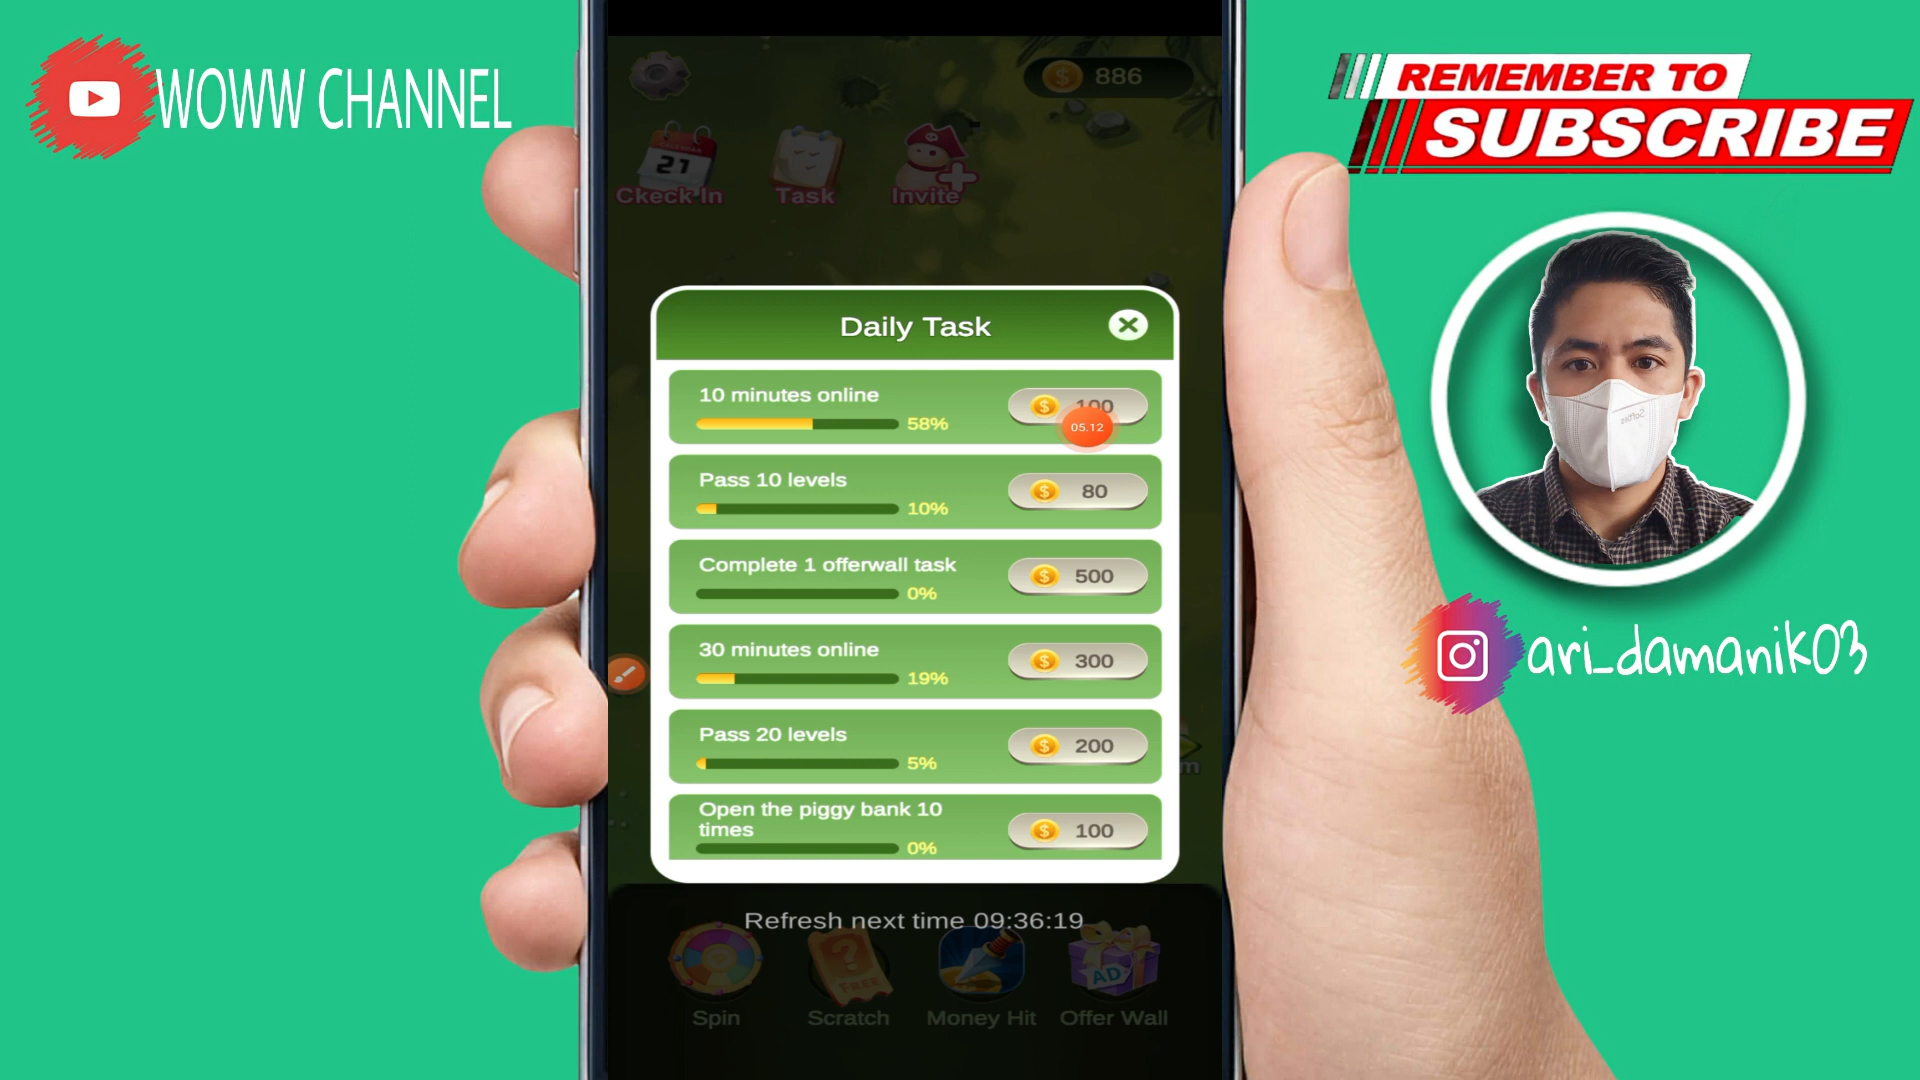 WOWW CHANNEL
REMEMBER TO
SUBSCRIBE
886
21
Ckeck In
Task
Invite
Daily Task
10 minutes online
100
58%
05.12
Pass 10 levels
80
10%
Complete 1 offerwall task
500
0%
30 minutes online
300
19%
Pass 20 levels
200
5%
Open the piggy bank 10
times
100
0%
Refresh next time 09:36:19
FREE
AD
Spin
Scratch
Money Hit
Offer Wall
ari_damanik03